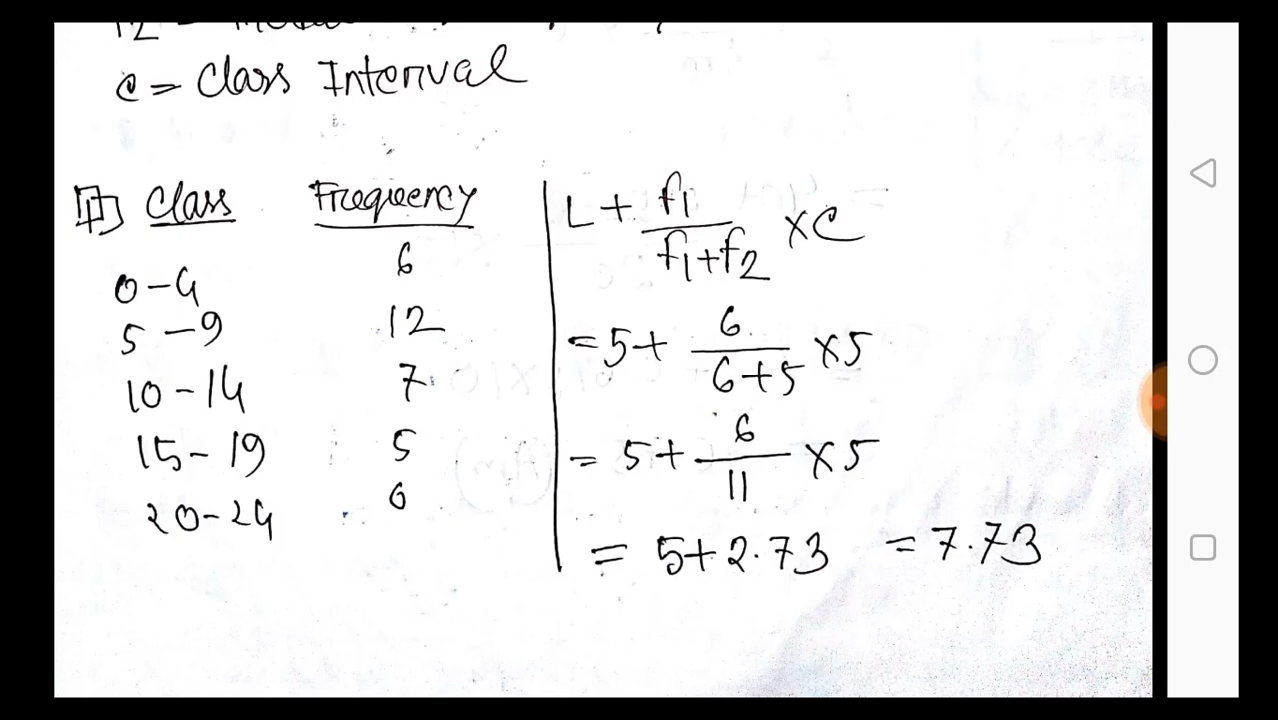 c = Class Interval
Class Frequency
0-4 6
5-9 12
10-14 7
15-19 5
20-24 0
L + f1/(f1+f2) × C
= 5 + 6/(6+5) × 5
= 5 + 6/11 × 5
= 5+2.73 = 7.73